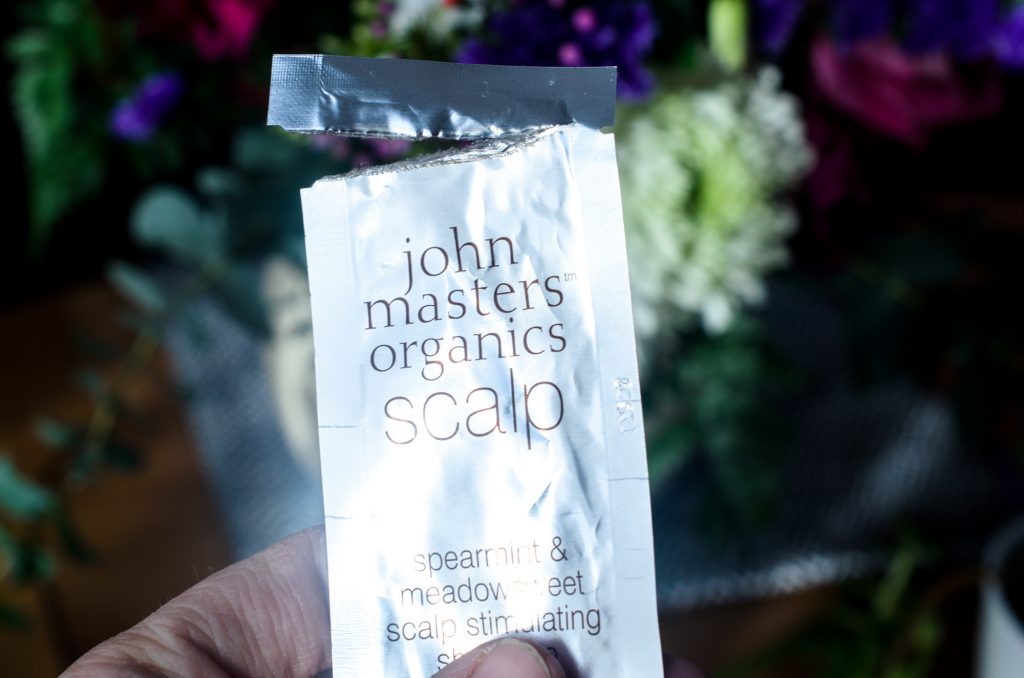 john
masters™
organics
scalp
spearmint &
meadowsweet
scalp stimulating